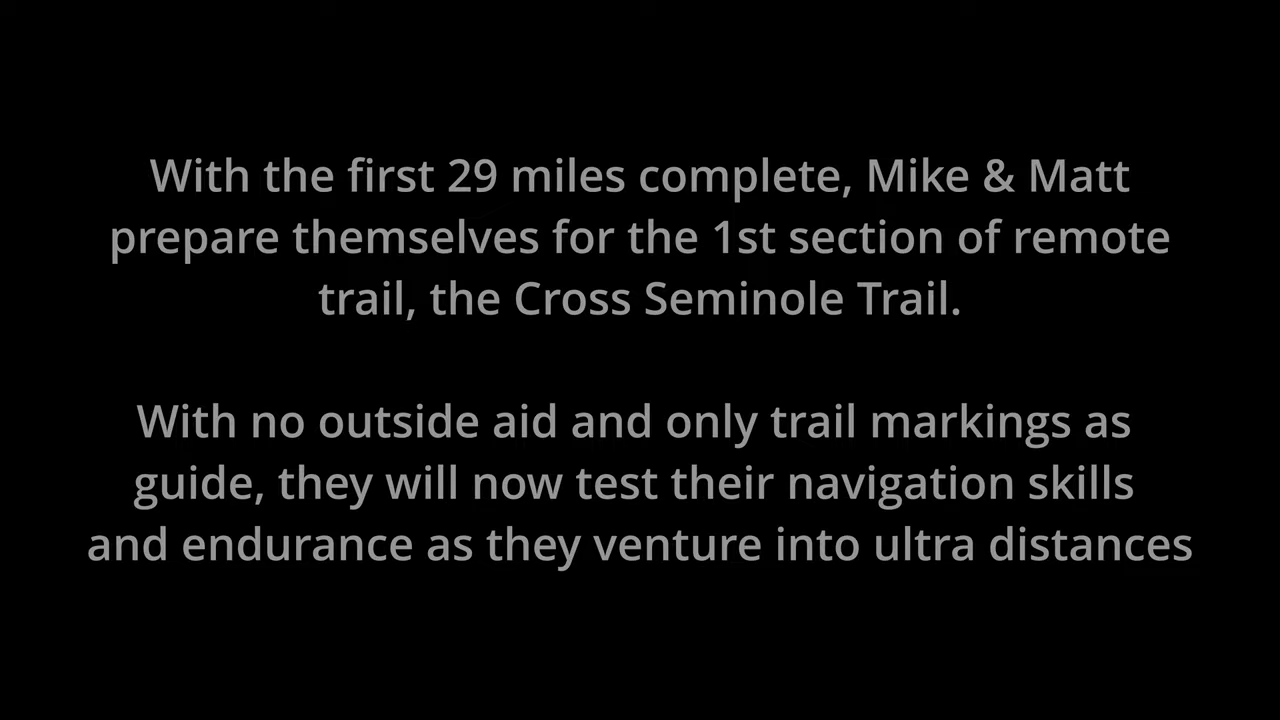 With the first 29 miles complete, Mike & Matt
prepare themselves for the 1st section of remote
trail, the Cross Seminole Trail.
With no outside aid and only trail markings as
guide, they will now test their navigation skills
and endurance as they venture into ultra distances